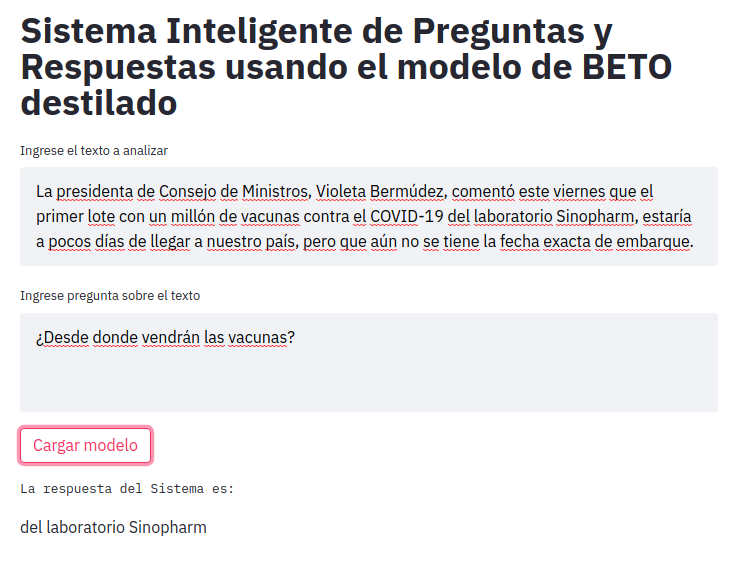 Sistema Inteligente de Preguntas y
Respuestas usando el modelo de BETO
destilado
Ingrese el texto a analizar
La presidenta de Consejo de Ministros, Violeta Bermúdez, comentó este viernes que el
primer lote con un millón de vacunas contra el COVID-19 del laboratorio Sinopharm, estaría
a pocos días de llegar a nuestro país, pero que aún no se tiene la fecha exacta de embarque.
Ingrese pregunta sobre el texto
¿Desde donde vendrán las vacunas?
Cargar modelo
La respuesta del Sistema es:
del laboratorio Sinopharm